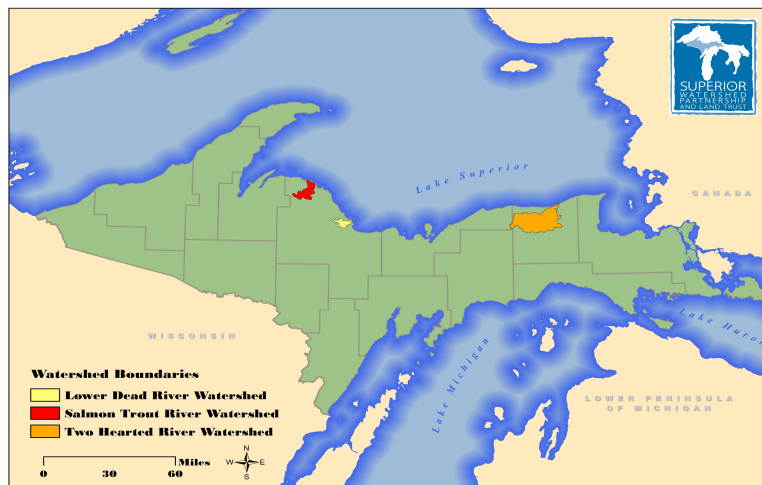 SUPERIOR
WATERSHED
PARTNERSHIP
AND LAND TRUST
Lake Superior
CANADA
Lake Huron
WISCONSIN
Lake Michigan
LOWER PENINSULA
OF MICHIGAN
Watershed Boundaries
Lower Dead River Watershed
Salmon Trout River Watershed
Two Hearted River Watershed
Miles
0 30 60
N
W E
S